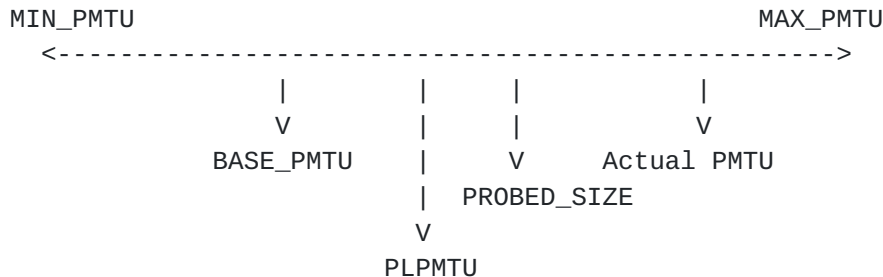 MIN_PMTU MAX_PMTU
<-------------------------------------------------->
| | | |
V | | V
BASE_PMTU | V Actual PMTU
| PROBED_SIZE
V
PLPMTU